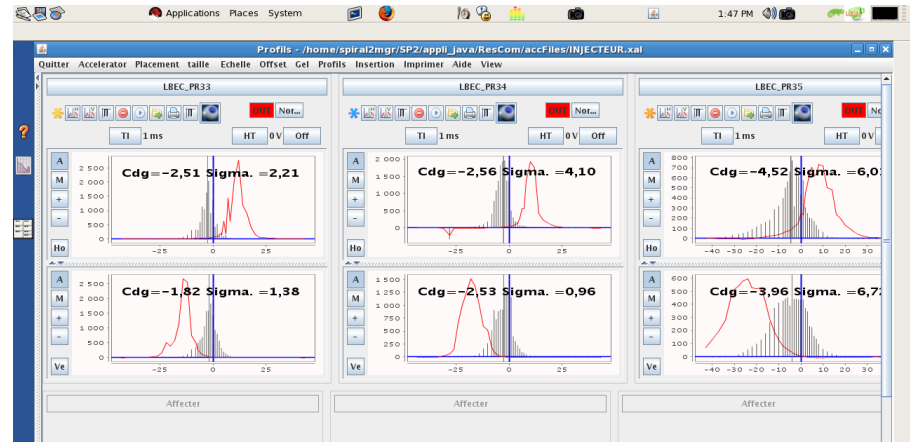 Applications Places System 1:47 PM
Profils - /home/spiral2mgr/SP2/appli_java/ResCom/accFiles/INJECTEUR.xal
Quitter Accelerator Placement taille Echelle Offset Gel Profils Insertion Imprimer Aide View
LBEC_PR33 LBEC_PR34 LBEC_PR35
OUT Nor... OUT Nor... OUT No
TI 1 ms HT 0 V Off TI 1 ms HT 0 V Off TI 1 ms HT 0 V
A M + - Ho
2 500
2 000
1 500
1 000
500
0
Cdg=-2,51 Sigma. =2,21
-25 0 25
A M + - Ho
2 000
1 500
1 000
500
0
Cdg=-2,56 Sigma. =4,10
-25 0 25
A M + - Ho
800
700
600
500
400
300
200
100
0
Cdg=-4,52 Sigma. =6,0
-40 -30 -20 -10 0 10 20 30
A M + - Ve
2 500
2 000
1 500
1 000
500
0
Cdg=-1,82 Sigma. =1,38
-25 0 25
A M + - Ve
1 500
1 250
1 000
750
500
250
0
Cdg=-2,53 Sigma. =0,96
-25 0 25
A M + - Ve
600
500
400
300
200
100
0
Cdg=-3,96 Sigma. =6,7
-40 -30 -20 -10 0 10 20 30
Affecter Affecter Affecter